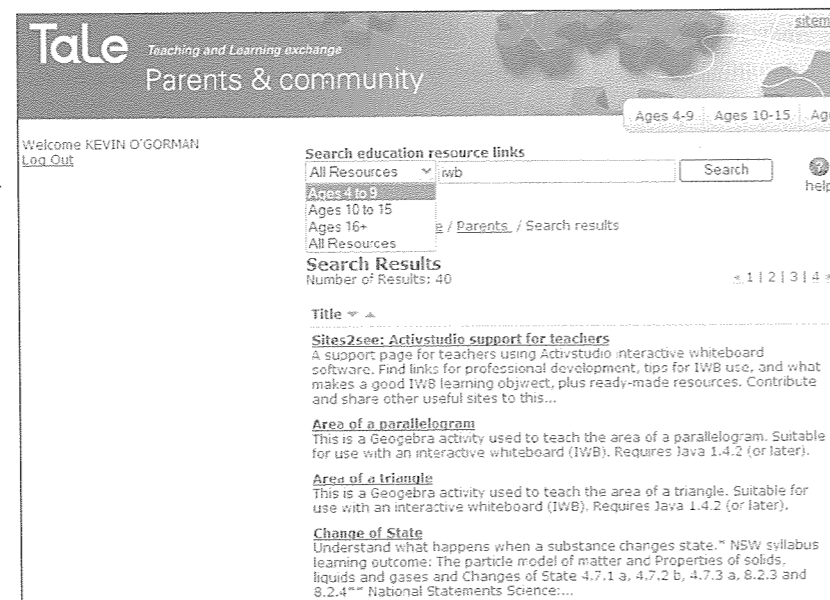 TaLe Teaching and Learning exchange
sitem
Parents & community
Ages 4-9 Ages 10-15 Ag
Welcome KEVIN O'GORMAN
Log Out
Search education resource links
All Resources iwb Search
help
Ages 4 to 9
Ages 10 to 15
Ages 16+
All Resources
e / Parents / Search results
Search Results
Number of Results: 40
« 1 | 2 | 3 | 4 »
Title
Sites2see: Activstudio support for teachers
A support page for teachers using Activstudio interactive whiteboard
software. Find links for professional development, tips for IWB use, and what
makes a good IWB learning objwect, plus ready-made resources. Contribute
and share other useful sites to this...
Area of a parallelogram
This is a Geogebra activity used to teach the area of a parallelogram. Suitable
for use with an interactive whiteboard (IWB). Requires Java 1.4.2 (or later).
Area of a triangle
This is a Geogebra activity used to teach the area of a triangle. Suitable for
use with an interactive whiteboard (IWB). Requires Java 1.4.2 (or later).
Change of State
Understand what happens when a substance changes state.* NSW syllabus
learning outcome: The particle model of matter and Properties of solids,
liquids and gases and Changes of State 4.7.1 a, 4.7.2 b, 4.7.3 a, 8.2.3 and
8.2.4** National Statements Science:...